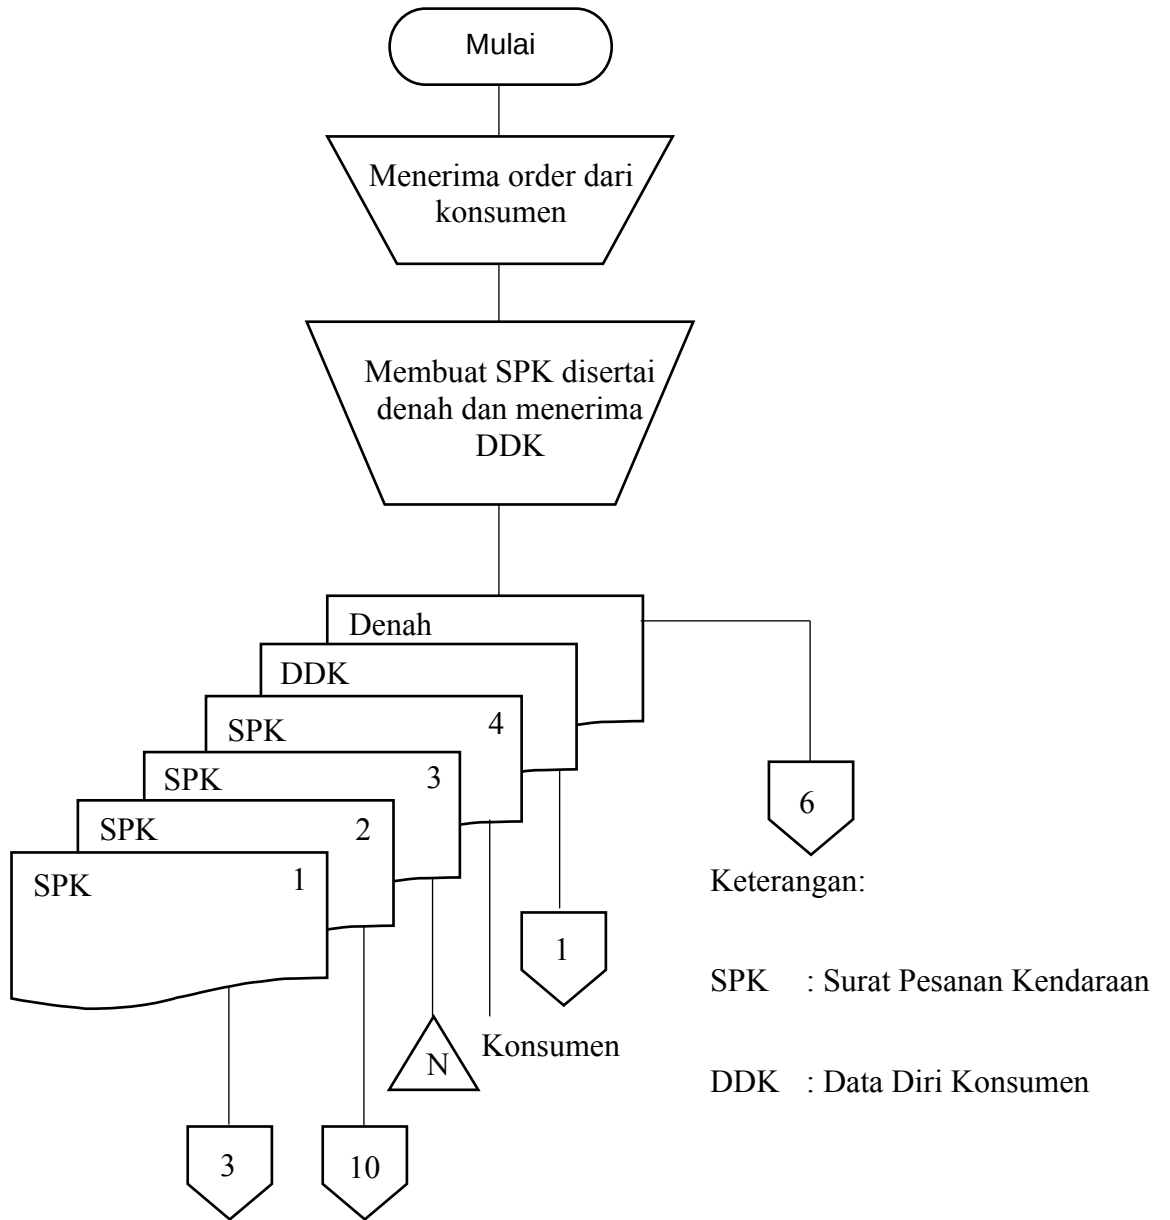 Mulai
Menerima order dari
konsumen
Membuat SPK disertai
denah dan menerima
DDK
Denah
DDK
SPK 4
SPK 3
SPK 2
SPK 1
6
Keterangan:
1
SPK : Surat Pesanan Kendaraan
Konsumen
N
DDK : Data Diri Konsumen
3
10